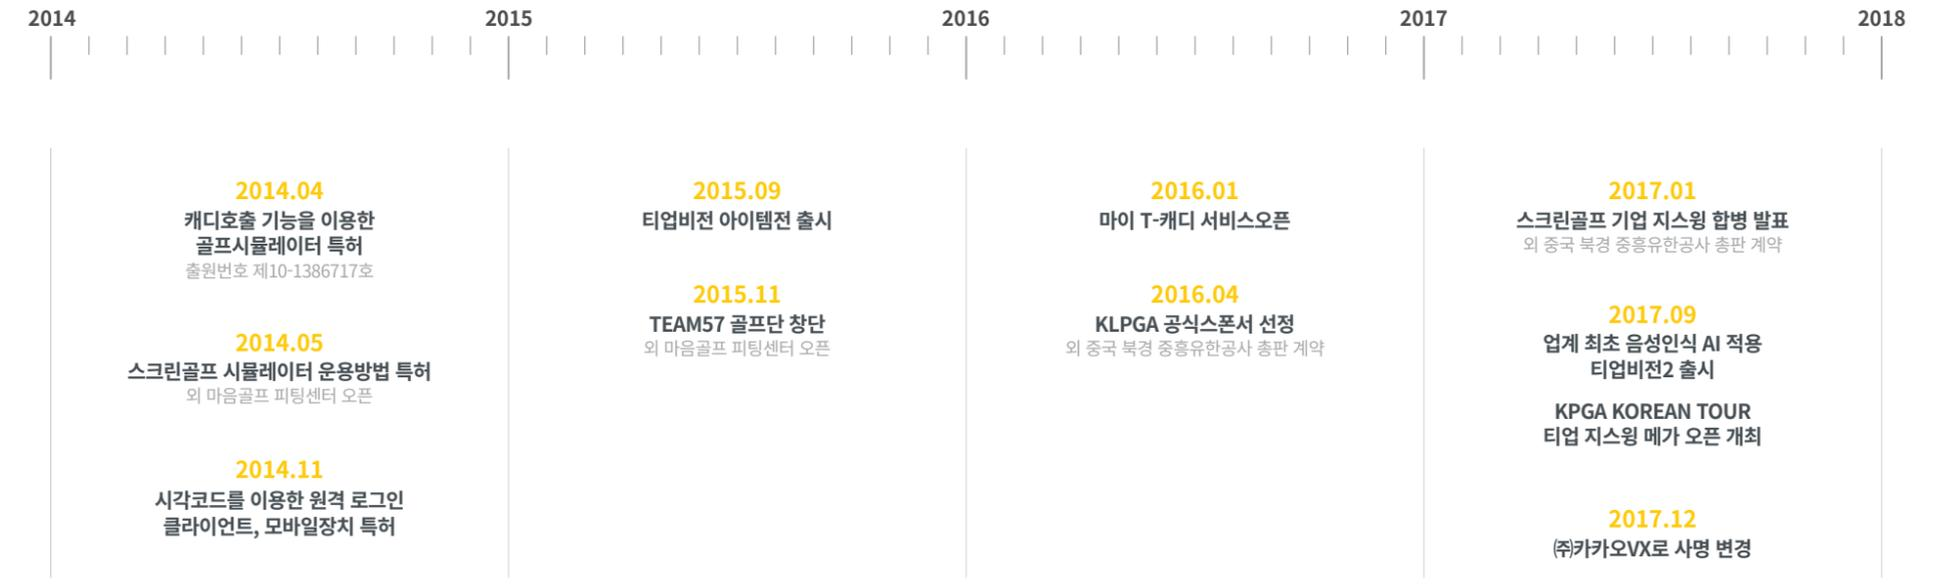 2014
2015
2016
2017
2018
2014.04
캐디호출 기능을 이용한
골프시뮬레이터 특허
출원번호 제10-1386717호
2014.05
스크린골프 시뮬레이터 운용방법 특허
외 마음골프 피팅센터 오픈
2014.11
시각코드를 이용한 원격 로그인
클라이언트, 모바일장치 특허
2015.09
티업비전 아이템전 출시
2015.11
TEAM57 골프단 창단
외 마음골프 피팅센터 오픈
2016.01
마이 T-캐디 서비스오픈
2016.04
KLPGA 공식스폰서 선정
외 중국 북경 중흥유한공사 총판 계약
2017.01
스크린골프 기업 지스윙 합병 발표
외 중국 북경 중흥유한공사 총판 계약
2017.09
업계 최초 음성인식 AI 적용
티업비전2 출시
KPGA KOREAN TOUR
티업 지스윙 메가 오픈 개최
2017.12
㈜카카오VX로 사명 변경